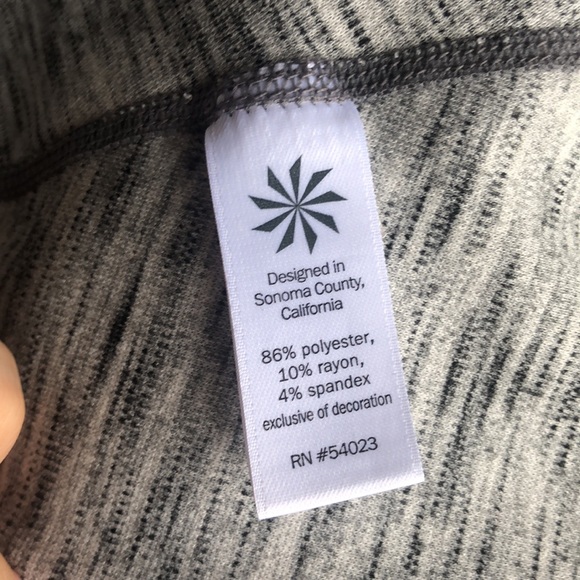 Designed in
Sonoma County,
California
86% polyester,
10% rayon,
4% spandex
exclusive of decoration
RN #54023